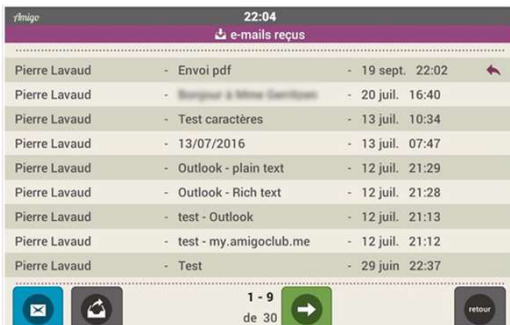 Amigo 22:04
e-mails reçus
Pierre Lavaud - Envoi pdf - 19 sept. 22:02
Pierre Lavaud - - 20 juil. 16:40
Pierre Lavaud - Test caractères - 13 juil. 10:34
Pierre Lavaud - 13/07/2016 - 13 juil. 07:47
Pierre Lavaud - Outlook - plain text - 12 juil. 21:29
Pierre Lavaud - Outlook - Rich text - 12 juil. 21:28
Pierre Lavaud - test - Outlook - 12 juil. 21:13
Pierre Lavaud - test - my.amigoclub.me - 12 juil. 21:12
Pierre Lavaud - Test - 29 juin 22:37
1 - 9
de 30
retour